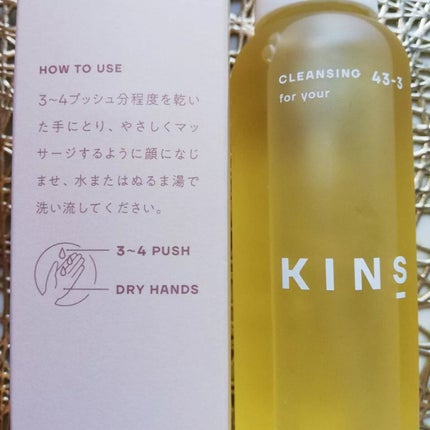 HOW TO USE
3~4プッシュ分程度を乾い
た手にとり、やさしくマッ
サージするように顔になじ
ませ、水またはぬるま湯で
洗い流してください。
3~4 PUSH
DRY HANDS
CLEANSING 43-3
for your
KINS